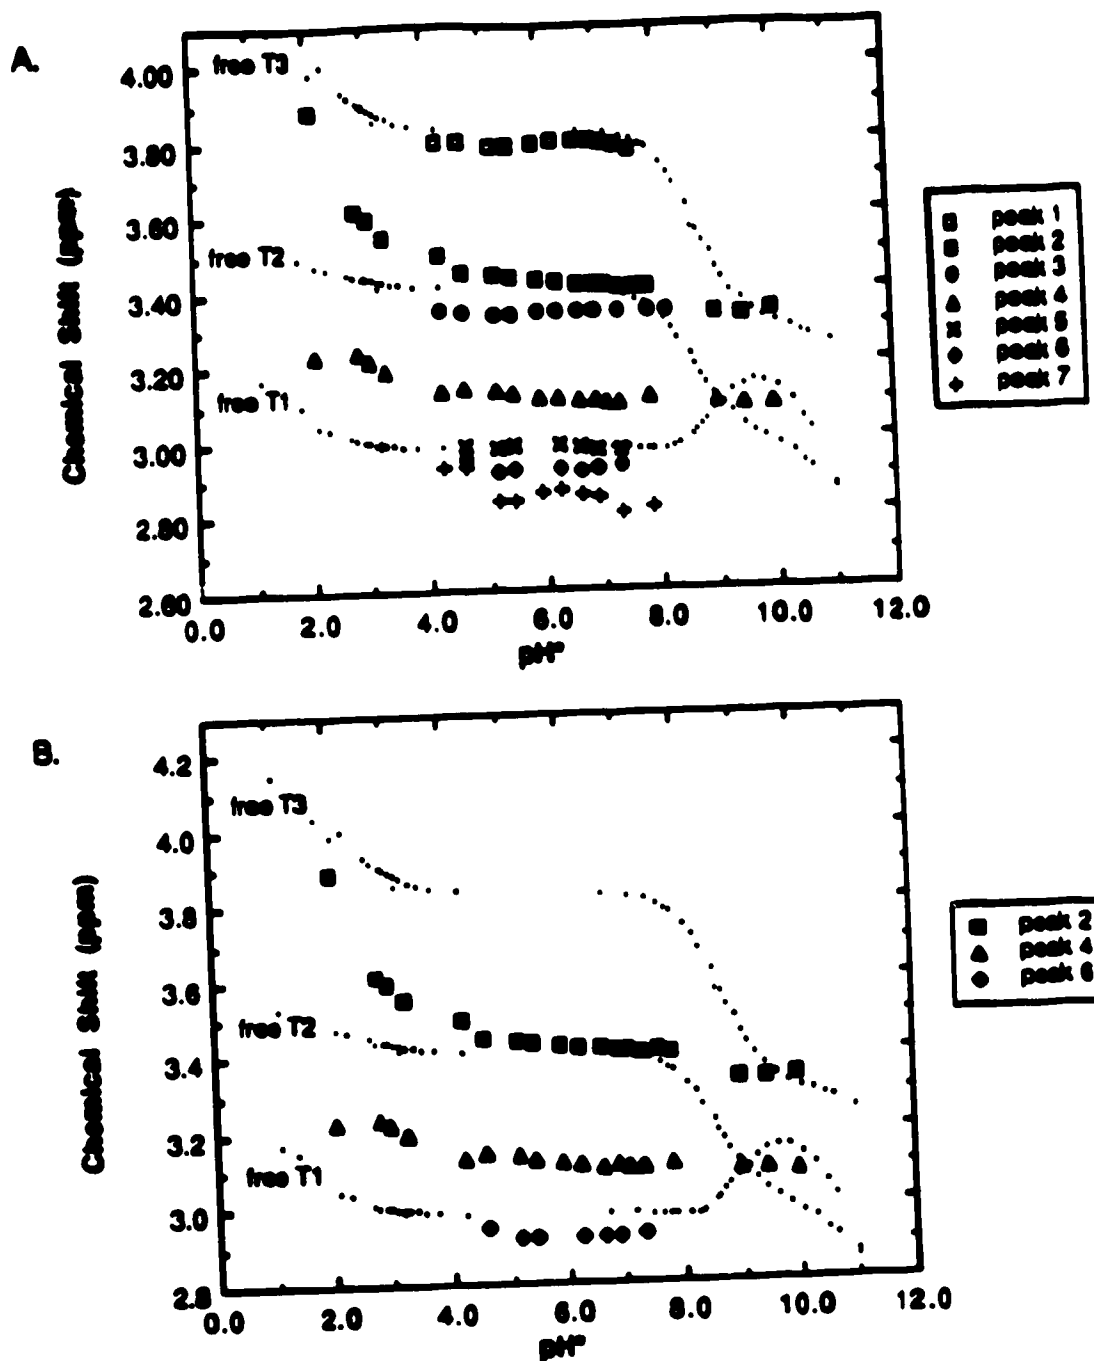 A.
free T3
free T2
free T1
4.00
3.80
3.60
3.40
3.20
3.00
2.80
2.60
Chemical Shift (ppm)
0.0 2.0 4.0 6.0 8.0 10.0 12.0
pH°
peak 1
peak 2
peak 3
peak 4
peak 5
peak 6
peak 7
B.
free T3
free T2
free T1
4.2
4.0
3.8
3.6
3.4
3.2
3.0
2.8
Chemical Shift (ppm)
0.0 2.0 4.0 6.0 8.0 10.0 12.0
pH°
peak 2
peak 4
peak 6